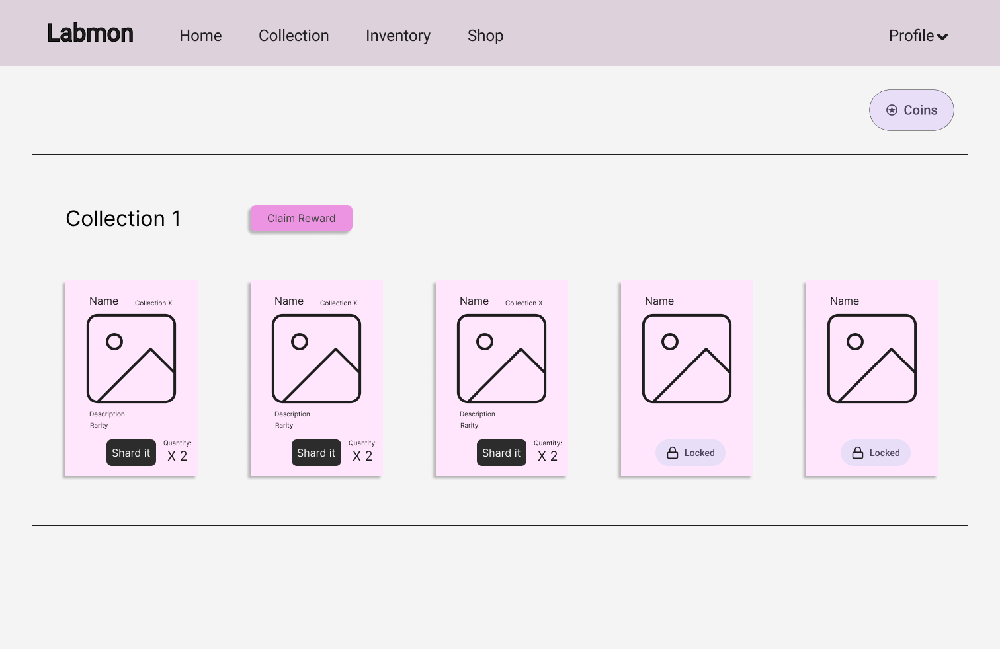 Labmon Home Collection Inventory Shop Profile
Coins
Collection 1 Claim Reward
Name Collection X
Description
Rarity
Shard it Quantity:
X 2
Name Collection X
Description
Rarity
Shard it Quantity:
X 2
Name Collection X
Description
Rarity
Shard it Quantity:
X 2
Name
Locked
Name
Locked